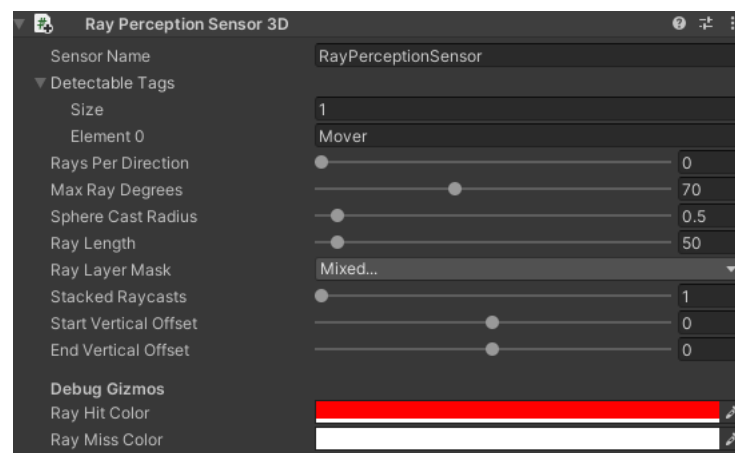 Ray Perception Sensor 3D
Sensor Name RayPerceptionSensor
Detectable Tags
Size 1
Element 0 Mover
Rays Per Direction 0
Max Ray Degrees 70
Sphere Cast Radius 0.5
Ray Length 50
Ray Layer Mask Mixed...
Stacked Raycasts 1
Start Vertical Offset 0
End Vertical Offset 0
Debug Gizmos
Ray Hit Color
Ray Miss Color